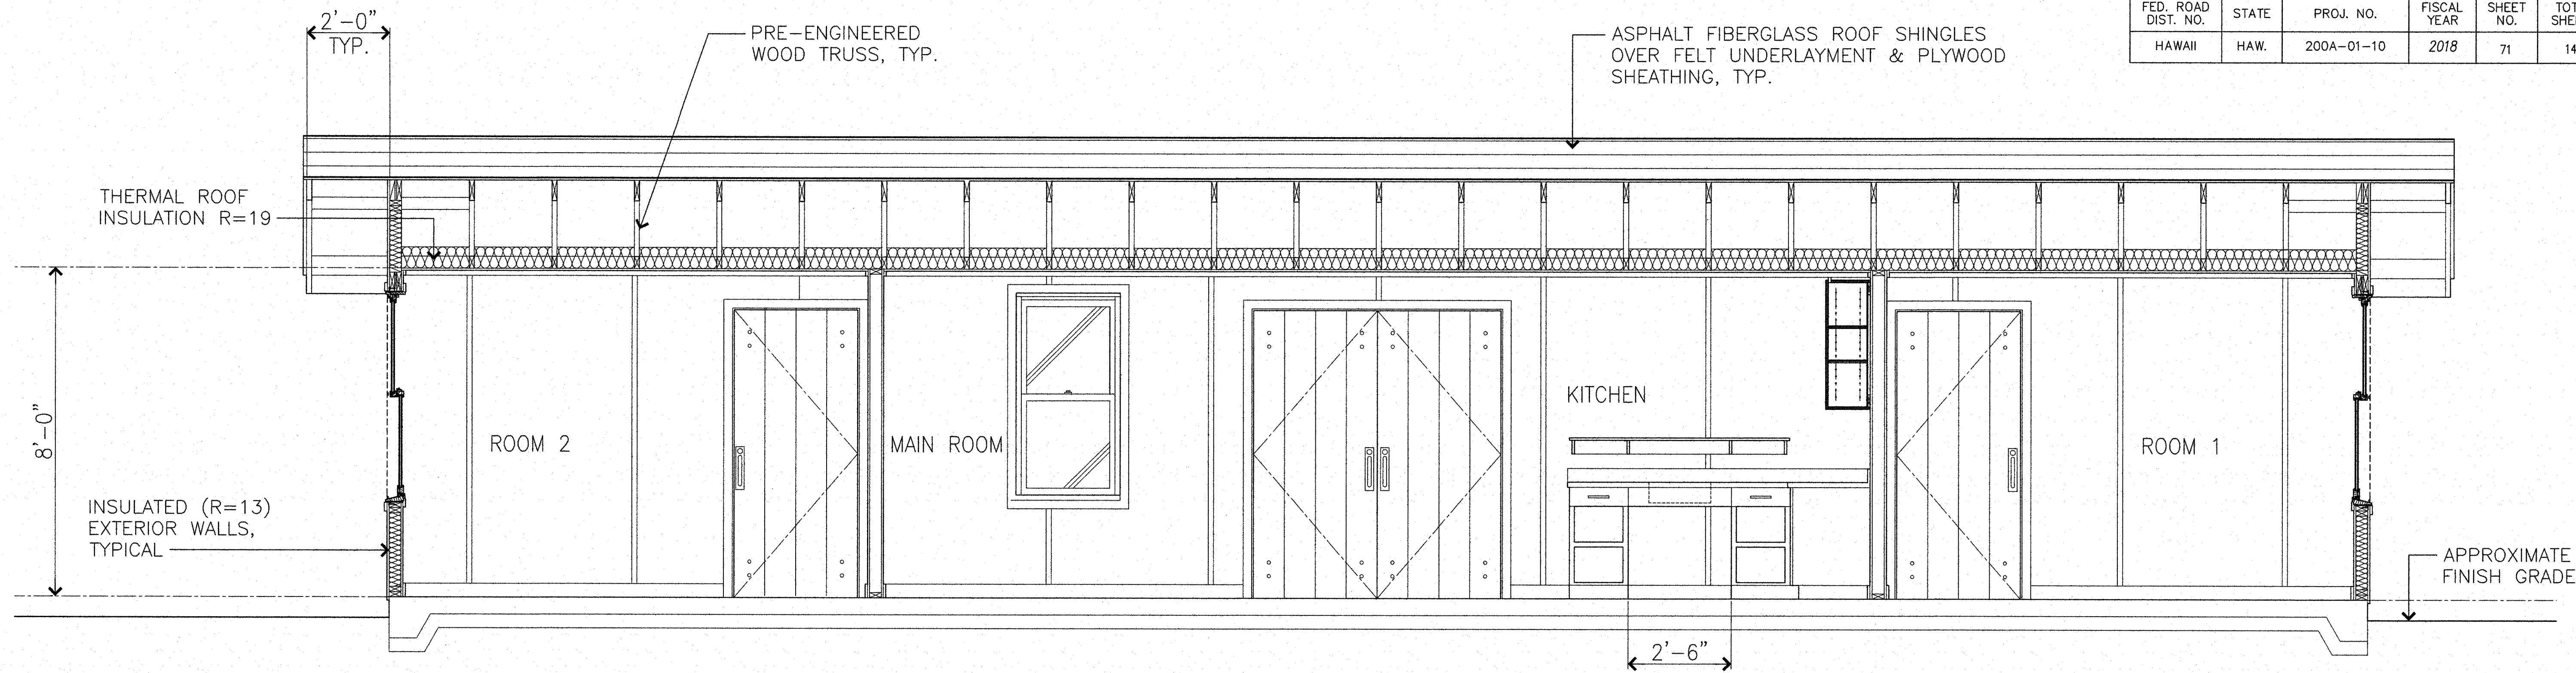 2'-0"
TYP.
PRE-ENGINEERED
WOOD TRUSS, TYP.
ASPHALT FIBERGLASS ROOF SHINGLES
OVER FELT UNDERLAYMENT & PLYWOOD
SHEATHING, TYP.
FED. ROAD
DIST. NO.
STATE
PROJ. NO.
FISCAL
YEAR
SHEET
NO.
HAWAII
HAW.
200A-01-10
2018
71
THERMAL ROOF
INSULATION R=19
8'-0"
ROOM 2
MAIN ROOM
KITCHEN
ROOM 1
INSULATED (R=13)
EXTERIOR WALLS,
TYPICAL
APPROXIMATE
FINISH GRADE
2'-6"